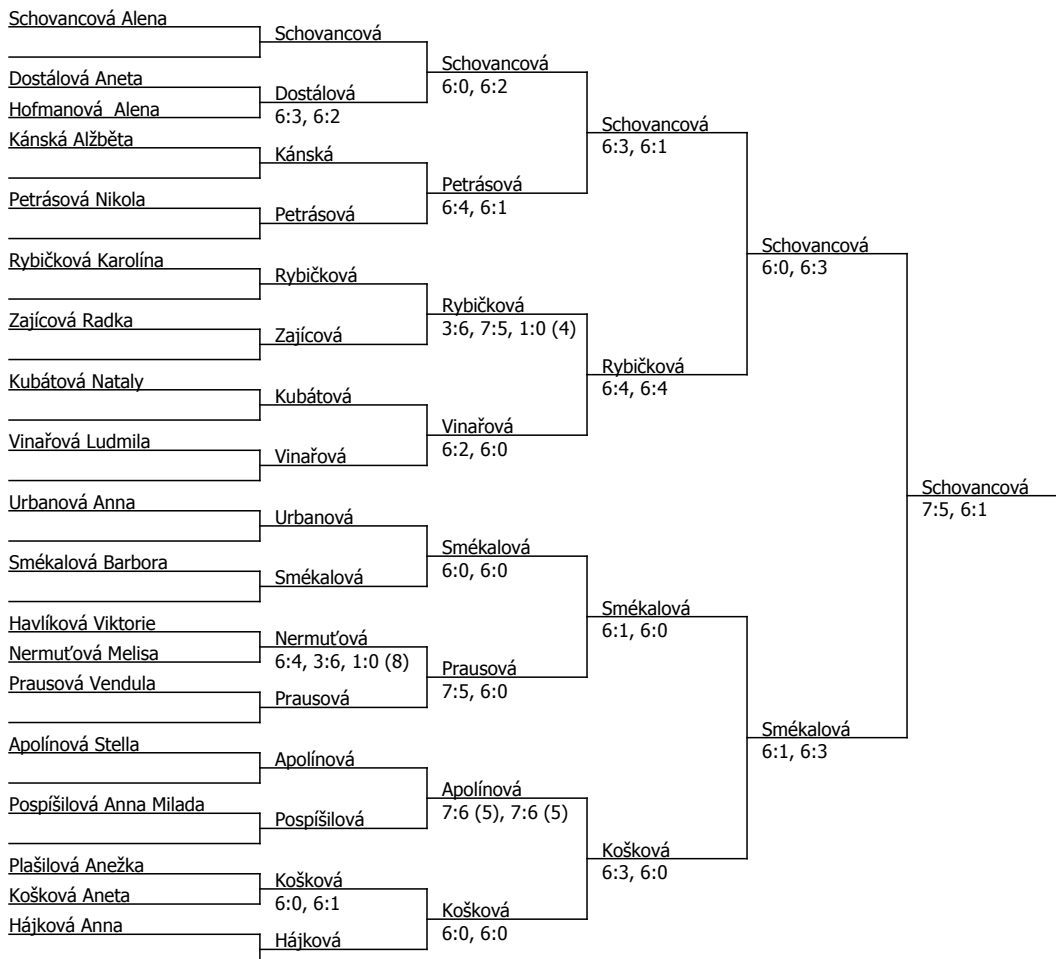 Schovancová Alena
Dostálová Aneta
Hofmanová  Alena
Kánská Alžběta
Petrásová Nikola
Rybičková Karolína
Zajícová Radka
Kubátová Nataly
Vinařová Ludmila
Urbanová Anna
Smékalová Barbora
Havlíková Viktorie
Nermuťová Melisa
Prausová Vendula
Apolínová Stella
Pospíšilová Anna Milada
Plašilová Anežka
Košková Aneta
Hájková Anna
Schovancová
Dostálová
6:3, 6:2
Kánská
Petrásová
Rybičková
Zajícová
Kubátová
Vinařová
Urbanová
Smékalová
Nermuťová
6:4, 3:6, 1:0 (8)
Prausová
Apolínová
Pospíšilová
Košková
6:0, 6:1
Hájková
Schovancová
6:0, 6:2
Petrásová
6:4, 6:1
Rybičková
3:6, 7:5, 1:0 (4)
Vinařová
6:2, 6:0
Smékalová
6:0, 6:0
Prausová
7:5, 6:0
Apolínová
7:6 (5), 7:6 (5)
Košková
6:0, 6:0
Schovancová
6:3, 6:1
Rybičková
6:4, 6:4
Smékalová
6:1, 6:0
Košková
6:3, 6:0
Schovancová
6:0, 6:3
Smékalová
6:1, 6:3
Schovancová
7:5, 6:1